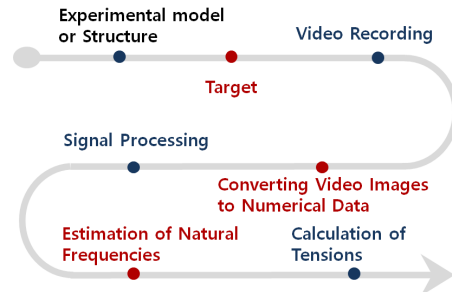 Experimental model
or Structure
Target
Video Recording
Converting Video Images
to Numerical Data
Signal Processing
Estimation of Natural
Frequencies
Calculation of
Tensions